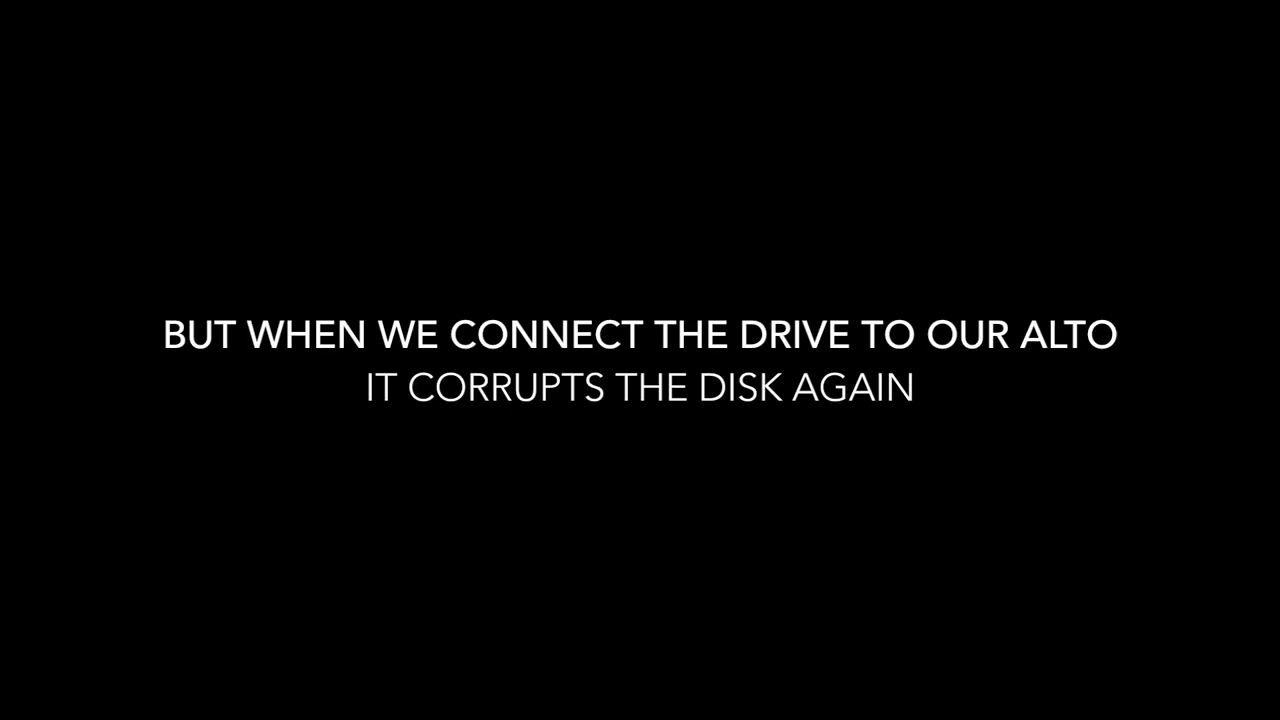 BUT WHEN WE CONNECT THE DRIVE TO OUR ALTO
IT CORRUPTS THE DISK AGAIN